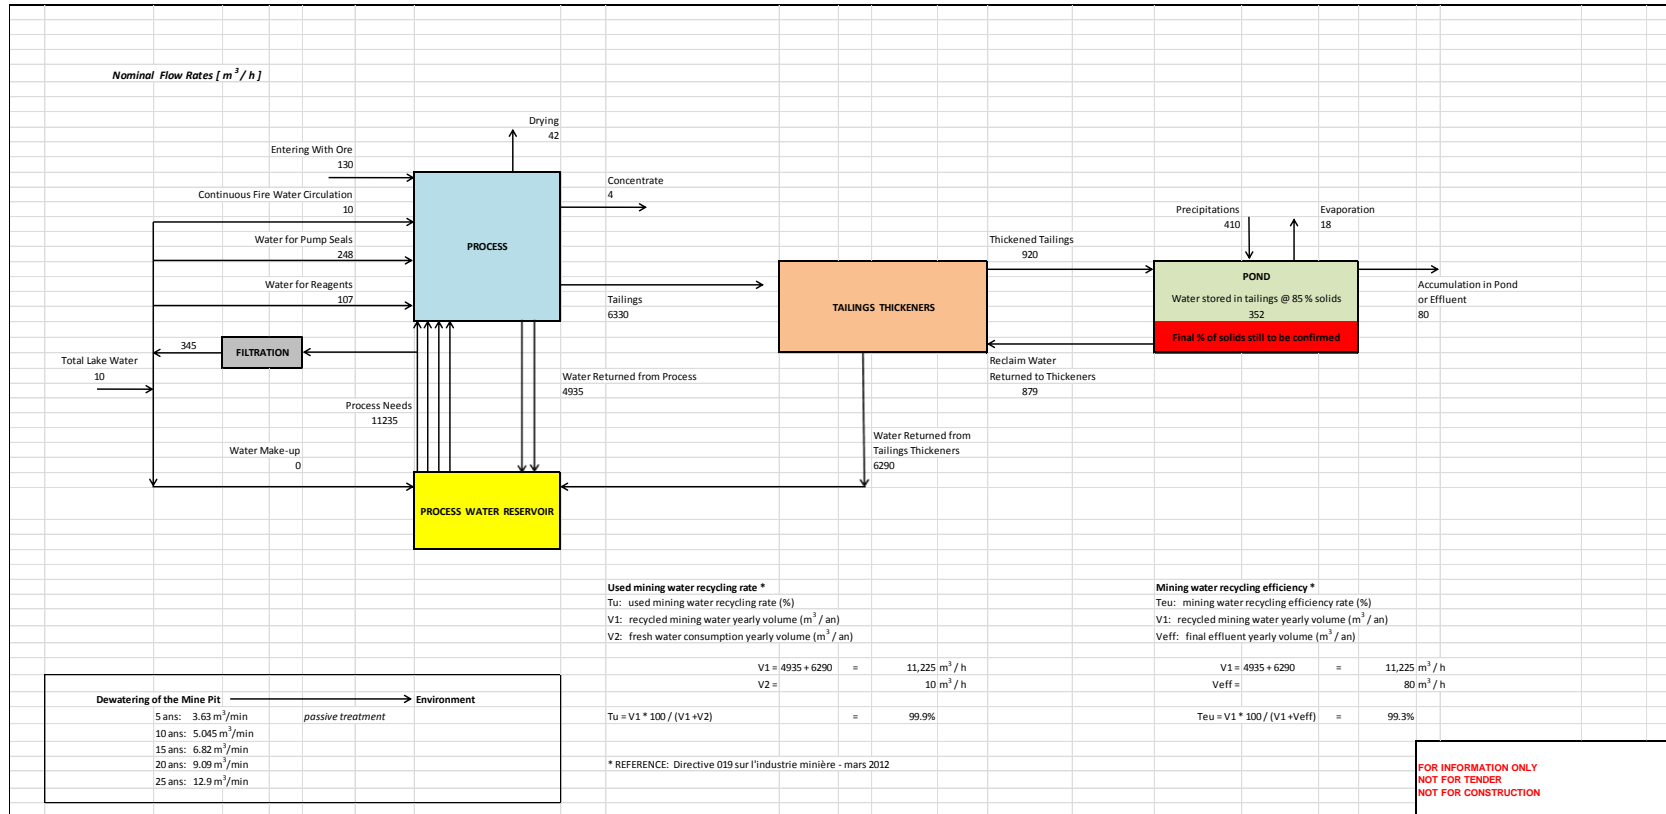 Nominal Flow Rates [ m³ / h ]
Drying
42
Entering With Ore
130
Continuous Fire Water Circulation
10
Water for Pump Seals
248
Water for Reagents
107
PROCESS
Concentrate
4
Tailings
6330
TAILINGS THICKENERS
Thickened Tailings
920
Precipitations
410
Evaporation
18
POND
Water stored in tailings @ 85 % solids
352
Final % of solids still to be confirmed
Accumulation in Pond
or Effluent
80
Reclaim Water
Returned to Thickeners
879
345
FILTRATION
Total Lake Water
10
Water Returned from Process
4935
Process Needs
11235
Water Returned from
Tailings Thickeners
6290
Water Make-up
0
PROCESS WATER RESERVOIR
Used mining water recycling rate *
Tu: used mining water recycling rate (%)
V1: recycled mining water yearly volume (m³ / an)
V2: fresh water consumption yearly volume (m³ / an)
V1 = 4935 + 6290 = 11,225 m³ / h
V2 = 10 m³ / h
Tu = V1 * 100 / (V1 +V2) = 99.9%
* REFERENCE: Directive 019 sur l'industrie minière - mars 2012
Mining water recycling efficiency *
Teu: mining water recycling efficiency rate (%)
V1: recycled mining water yearly volume (m³ / an)
Veff: final effluent yearly volume (m³ / an)
V1 = 4935 + 6290 = 11,225 m³ / h
Veff = 80 m³ / h
Teu = V1 * 100 / (V1 +Veff) = 99.3%
Dewatering of the Mine Pit Environment
5 ans: 3.63 m³/min passive treatment
10 ans: 5.045 m³/min
15 ans: 6.82 m³/min
20 ans: 9.09 m³/min
25 ans: 12.9 m³/min
FOR INFORMATION ONLY
NOT FOR TENDER
NOT FOR CONSTRUCTION